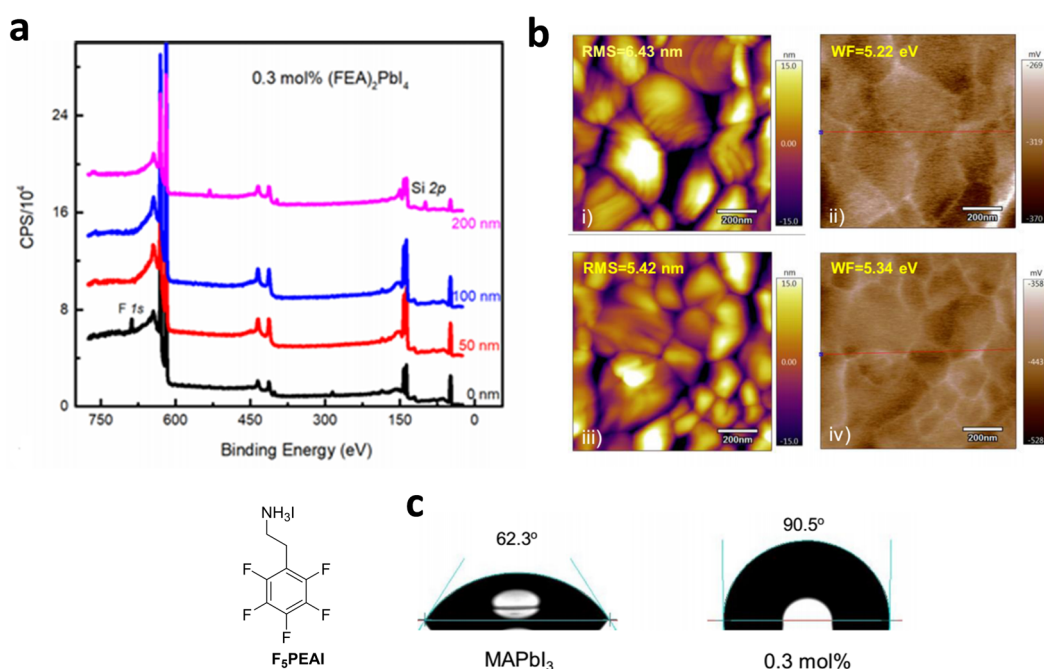 a
0.3 mol% (FEA)₂PbI₄
CPS/10⁴
24
16
8
0
Si 2p
200 nm
100 nm
F 1s
50 nm
0 nm
750
600
450
300
150
0
Binding Energy (eV)
b
RMS=6.43 nm
i)
200nm
nm
15.0
0.00
-15.0
WF=5.22 eV
ii)
200nm
mV
-269
-319
-370
RMS=5.42 nm
iii)
200nm
nm
15.0
0.00
-15.0
WF=5.34 eV
iv)
200nm
mV
-358
-443
-528
NH₃I
F
F
F
F
F
F₅PEAI
c
62.3º
MAPbI₃
90.5º
0.3 mol%